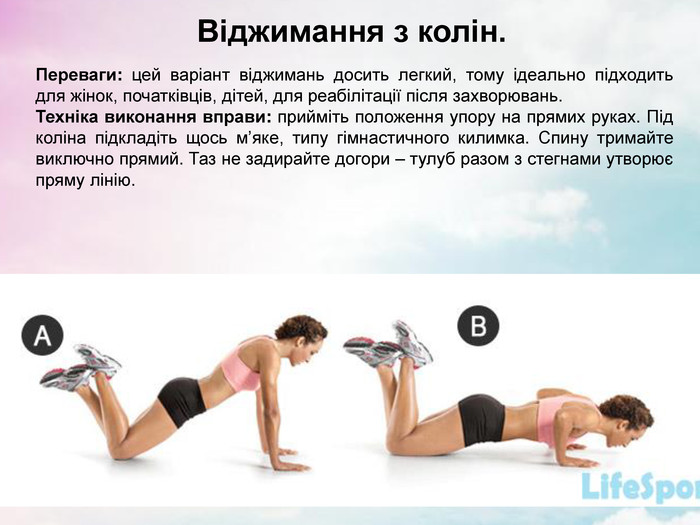 Віджимання з колін.
Переваги: цей варіант віджимань досить легкий, тому ідеально підходить
для жінок, початківців, дітей, для реабілітації після захворювань.
Техніка виконання вправи: прийміть положення упору на прямих руках. Під
коліна підкладіть щось м’яке, типу гімнастичного килимка. Спину тримайте
виключно прямий. Таз не задирайте догори – тулуб разом з стегнами утворює
пряму лінію.
A
B
LifeSpor